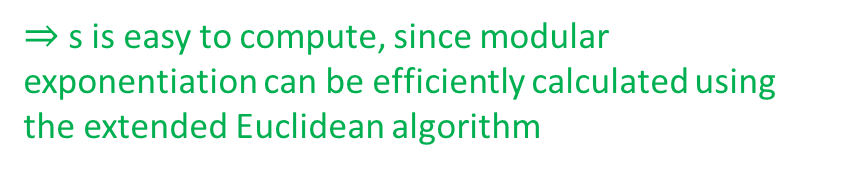 ⇒ s is easy to compute, since modular
exponentiation can be efficiently calculated using
the extended Euclidean algorithm